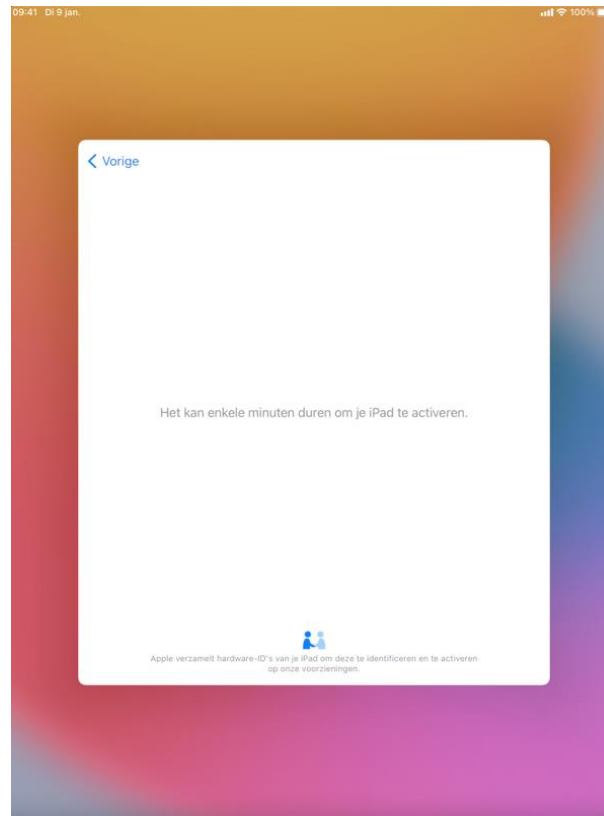 09:41 Di 9 jan. 100%
Vorige
Het kan enkele minuten duren om je iPad te activeren.
Apple verzamelt hardware-ID's van je iPad om deze te identificeren en te activeren
op onze voorzieningen.